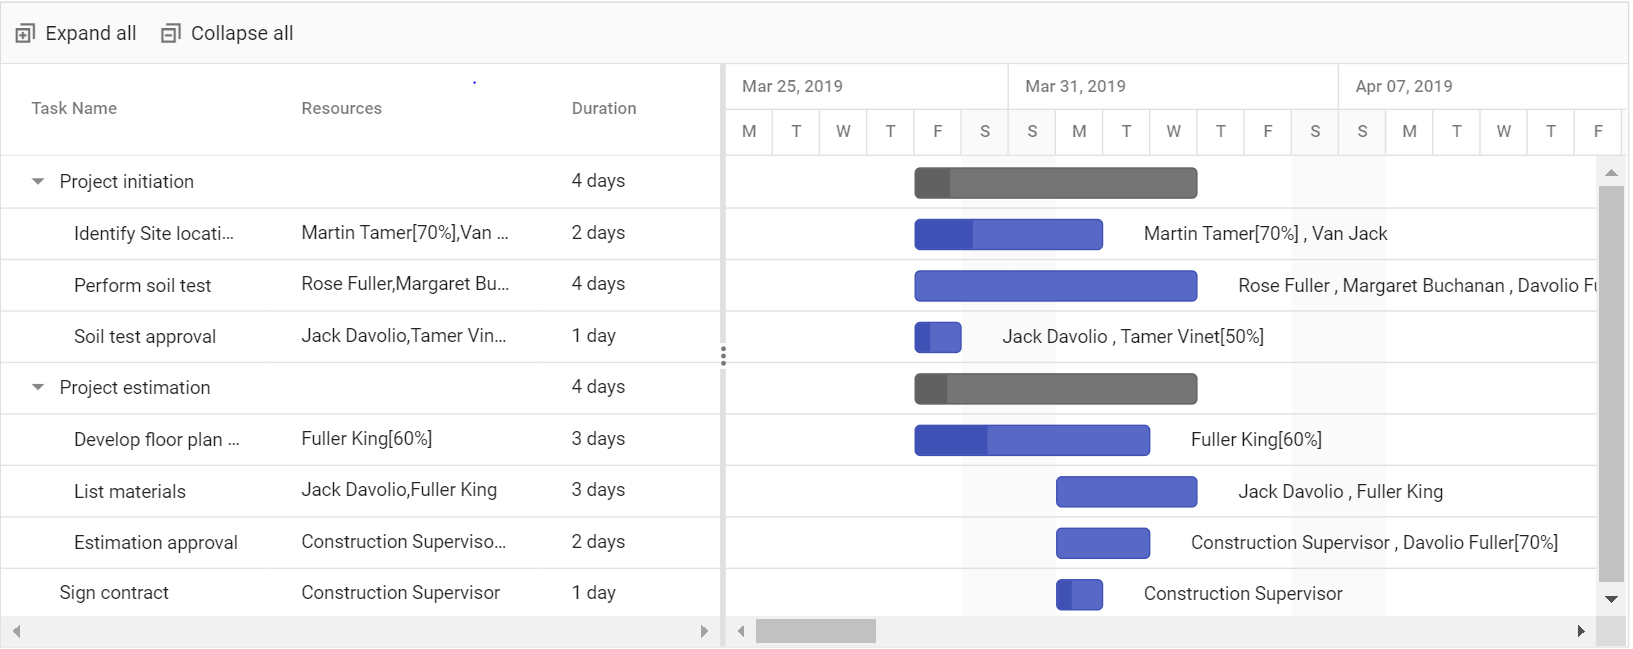 Expand all Collapse all
Mar 25, 2019 Mar 31, 2019 Apr 07, 2019
Task Name Resources Duration
M T W T F S S M T W T F S S M T W T F
Project initiation 4 days
Identify Site locati... Martin Tamer[70%],Van ... 2 days Martin Tamer[70%] , Van Jack
Perform soil test Rose Fuller,Margaret Bu... 4 days Rose Fuller , Margaret Buchanan , Davolio Fu
Soil test approval Jack Davolio,Tamer Vin... 1 day Jack Davolio , Tamer Vinet[50%]
Project estimation 4 days
Develop floor plan ... Fuller King[60%] 3 days Fuller King[60%]
List materials Jack Davolio,Fuller King 3 days Jack Davolio , Fuller King
Estimation approval Construction Superviso... 2 days Construction Supervisor , Davolio Fuller[70%]
Sign contract Construction Supervisor 1 day Construction Supervisor